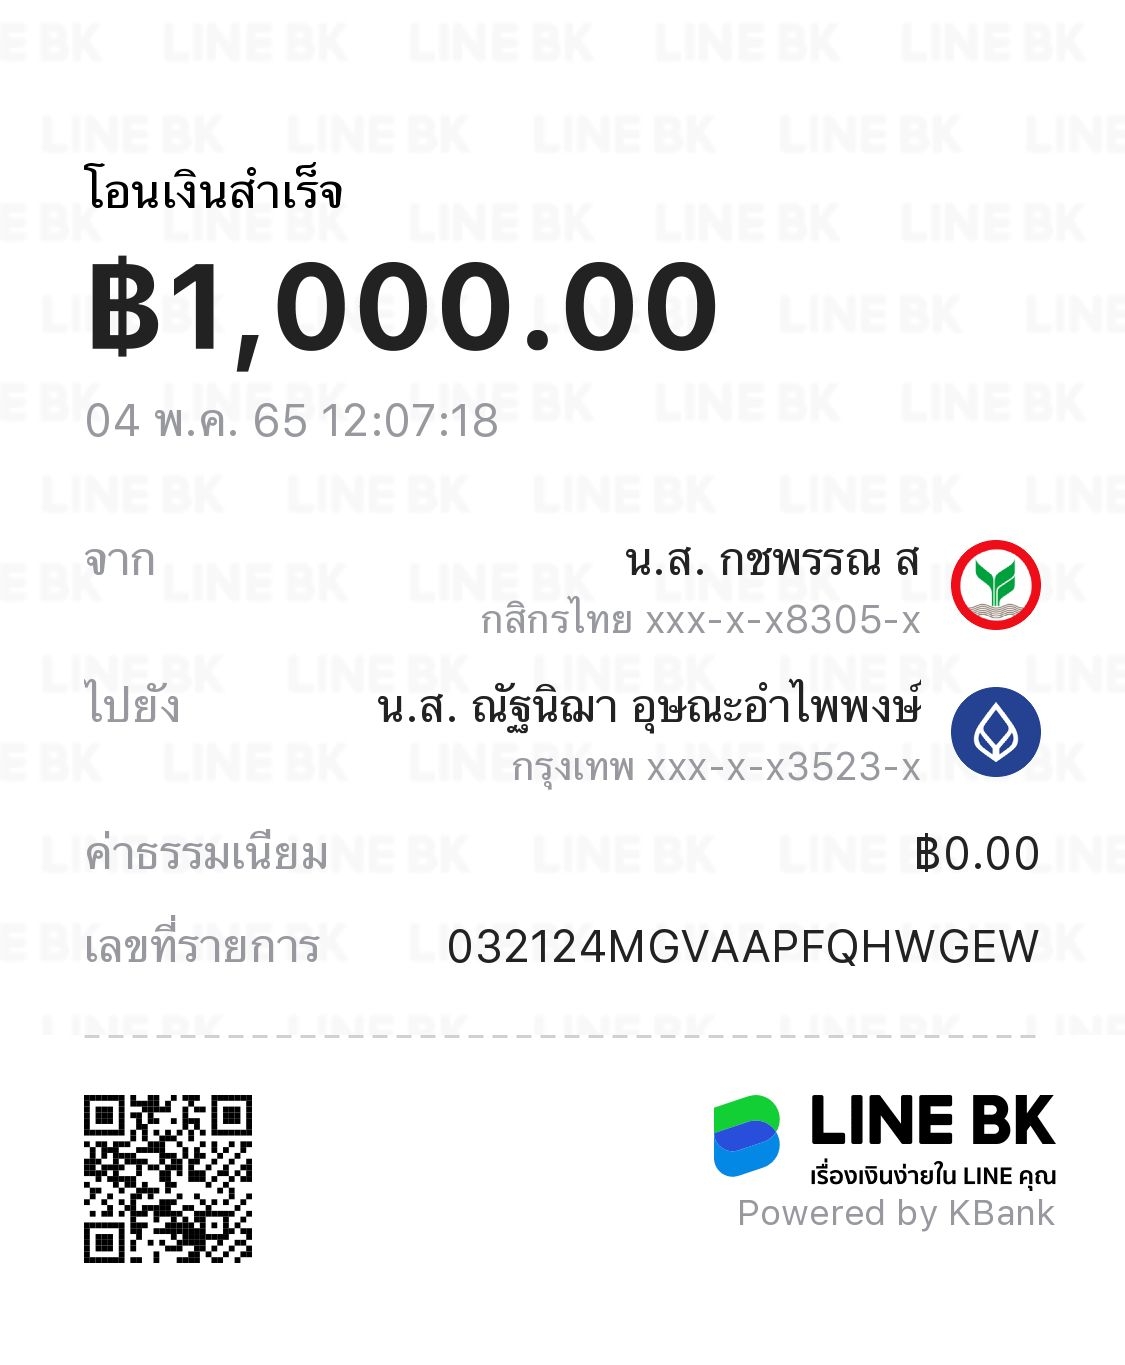 โอนเงินสำเร็จ
฿1,000.00
04 พ.ค. 65 12:07:18
จาก น.ส. กชพรรณ ส
กสิกรไทย xxx-x-x8305-x
ไปยัง น.ส. ณัฐนิฌา อุษณะอำไพพงษ์
กรุงเทพ xxx-x-x3523-x
ค่าธรรมเนียม ฿0.00
เลขที่รายการ 032124MGVAAPFQHWGEW
LINE BK
เรื่องเงินง่ายใน LINE คุณ
Powered by KBank